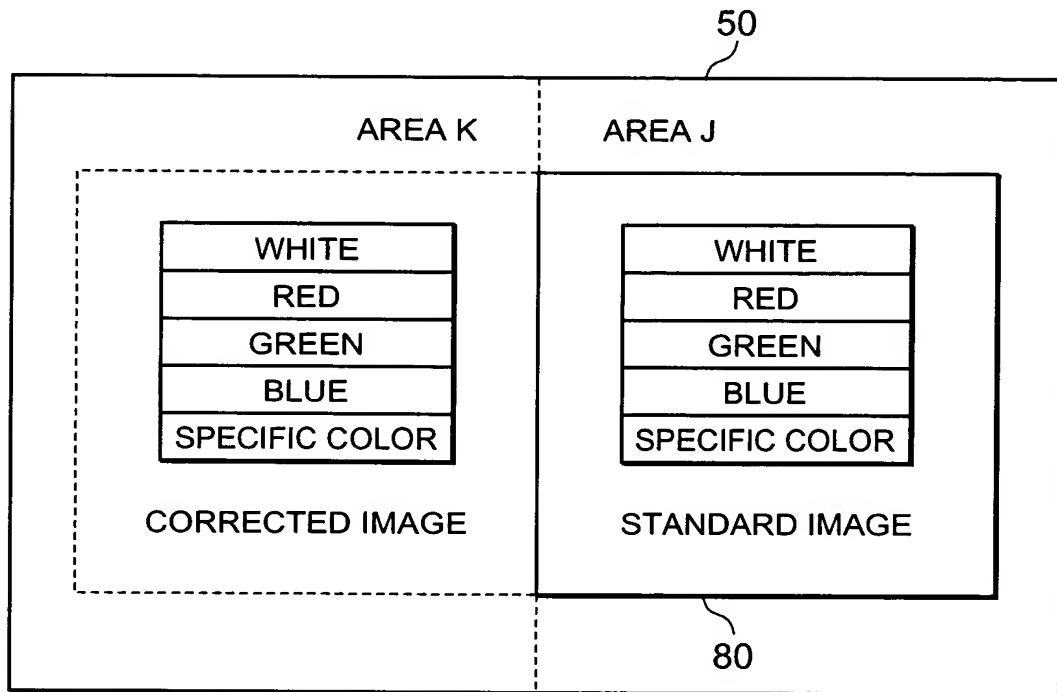 50
AREA K
AREA J
WHITE
RED
GREEN
BLUE
SPECIFIC COLOR
CORRECTED IMAGE
WHITE
RED
GREEN
BLUE
SPECIFIC COLOR
STANDARD IMAGE
80